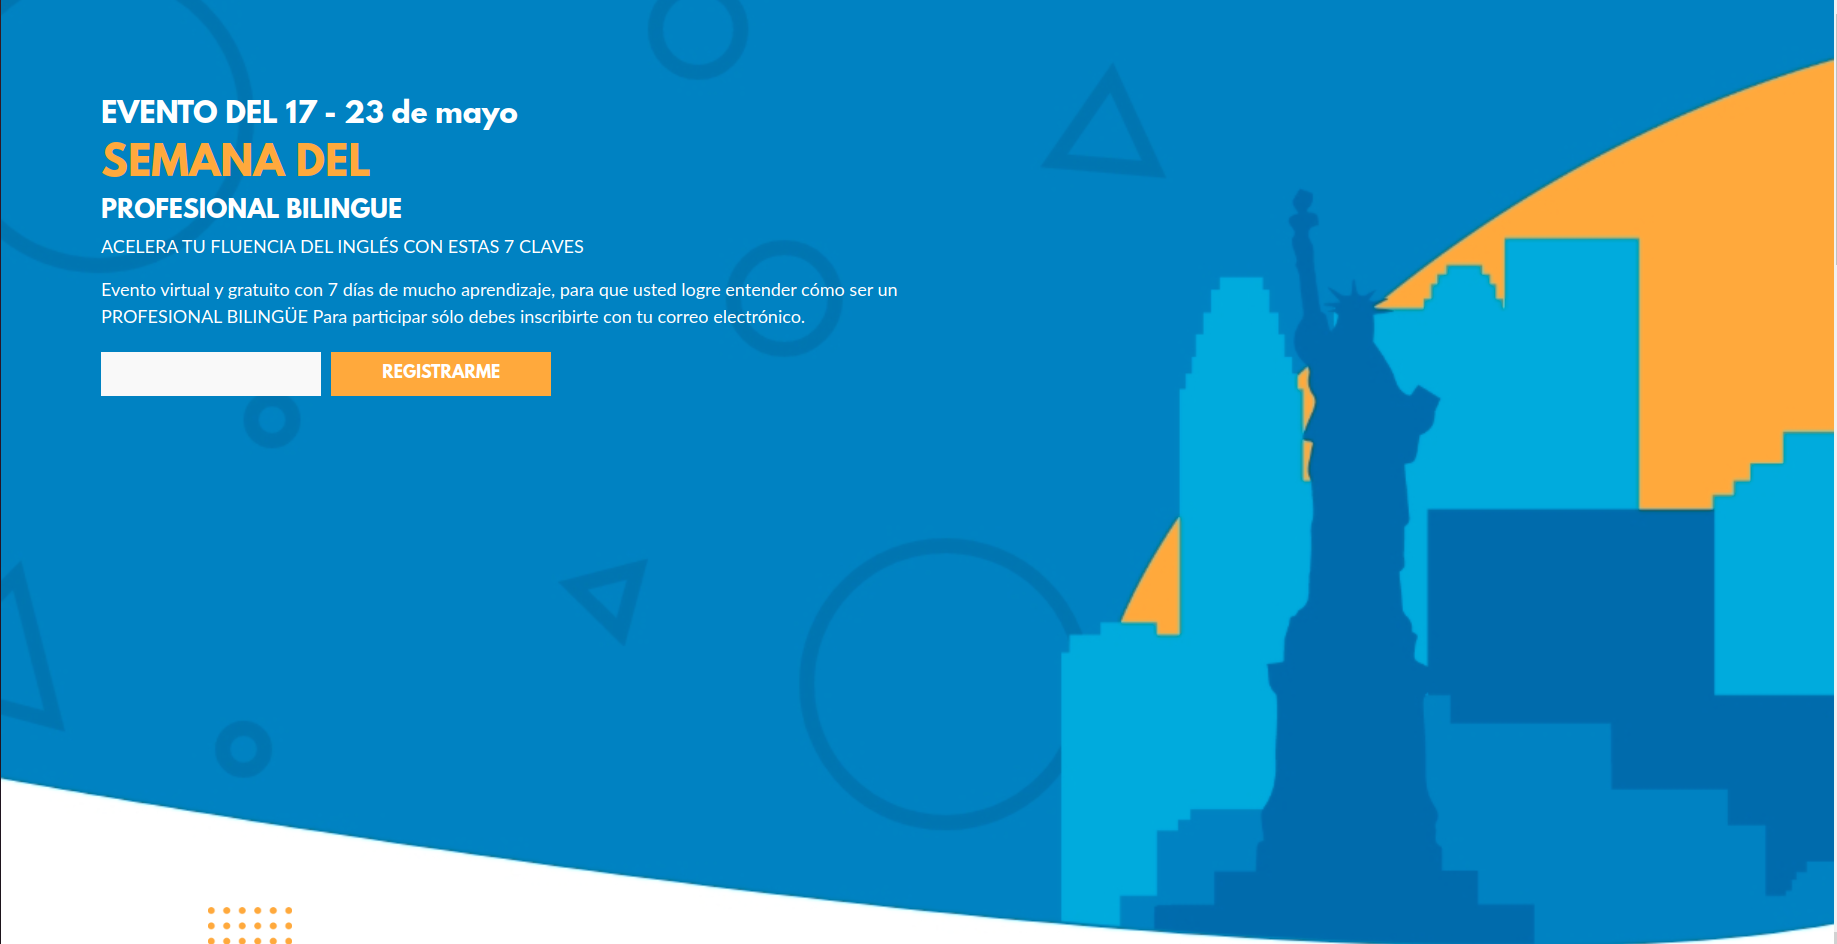 EVENTO DEL 17 - 23 de mayo
SEMANA DEL
PROFESIONAL BILINGUE
ACELERA TU FLUENCIA DEL INGLÉS CON ESTAS 7 CLAVES
Evento virtual y gratuito con 7 días de mucho aprendizaje, para que usted logre entender cómo ser un
PROFESIONAL BILINGÜE Para participar sólo debes inscribirte con tu correo electrónico.
REGISTRARME